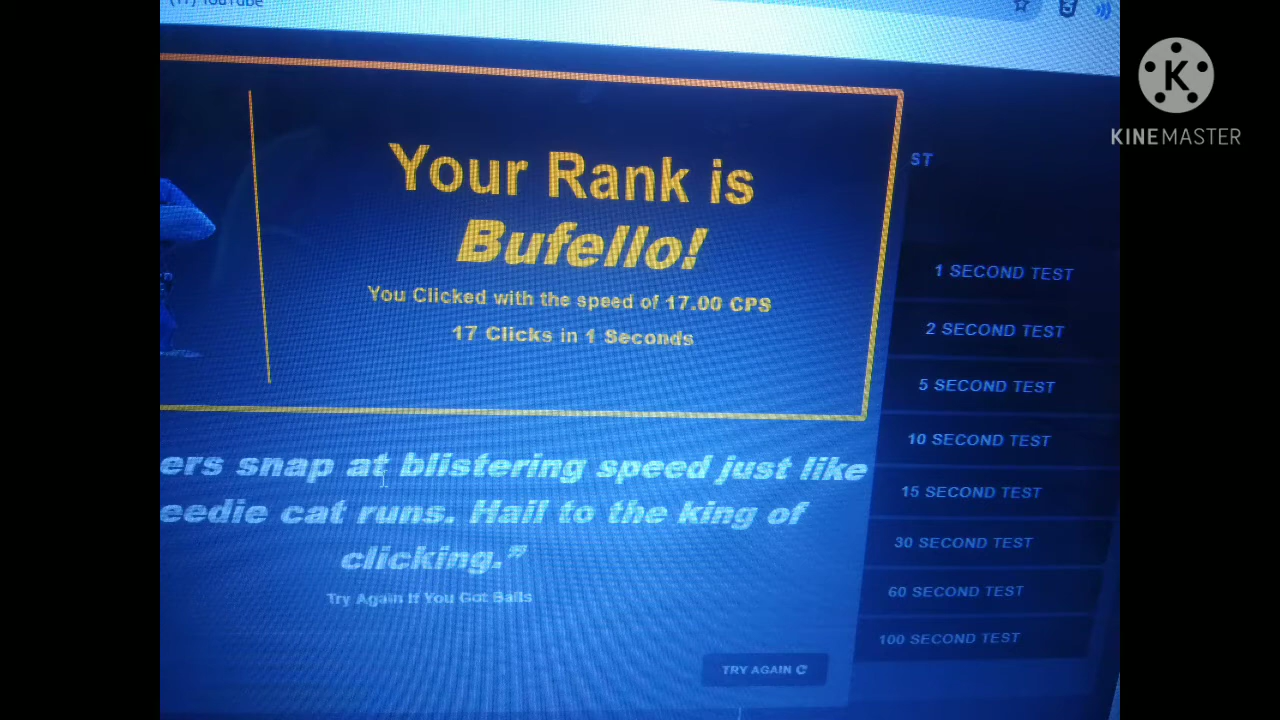 (11) YouTube
KINEMASTER
Your Rank is
Bufello!
You Clicked with the speed of 17.00 CPS
17 Clicks in 1 Seconds
ers snap at blistering speed just like
eedie cat runs. Hail to the king of
clicking.”
Try Again If You Got Balls
TRY AGAIN
ST
1 SECOND TEST
2 SECOND TEST
5 SECOND TEST
10 SECOND TEST
15 SECOND TEST
30 SECOND TEST
60 SECOND TEST
100 SECOND TEST